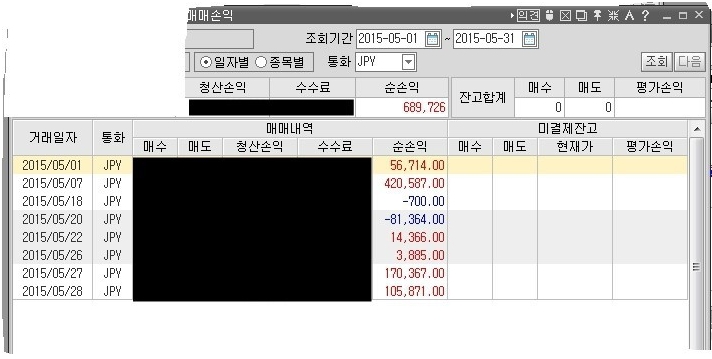 매매손익 의견
조회기간 2015-05-01 ~ 2015-05-31
일자별 종목별 통화 JPY 조회 다음
청산손익 수수료 순손익 잔고합계 매수 매도 평가손익
689,726 0 0
거래일자 통화 매매내역 미결제잔고
매수 매도 청산손익 수수료 순손익 매수 매도 현재가 평가손익
2015/05/01 JPY 56,714.00
2015/05/07 JPY 420,587.00
2015/05/18 JPY -700.00
2015/05/20 JPY -81,364.00
2015/05/22 JPY 14,366.00
2015/05/26 JPY 3,885.00
2015/05/27 JPY 170,367.00
2015/05/28 JPY 105,871.00